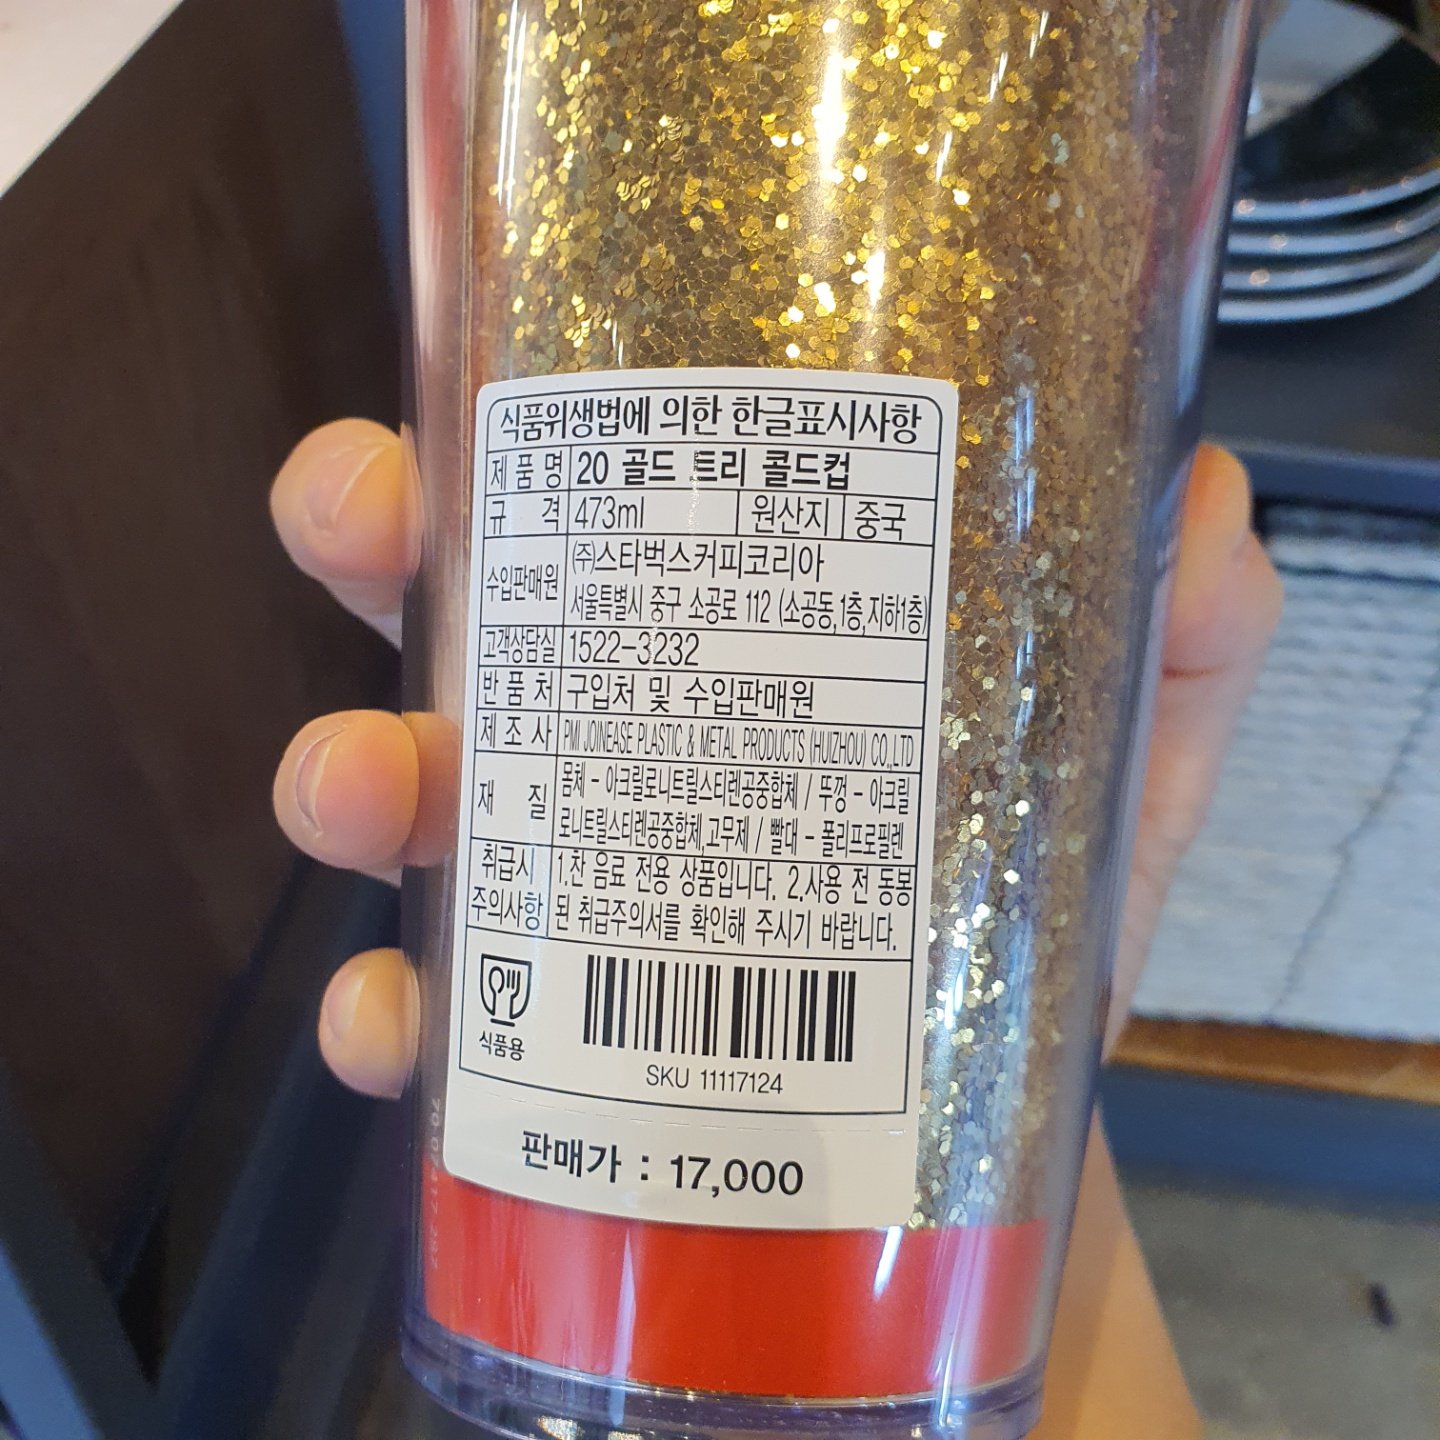 식품위생법에 의한 한글표시사항
제 품 명 20 골드 트리 콜드컵
규 격 473ml 원산지 중국
수입판매원 (주)스타벅스커피코리아
서울특별시 중구 소공로 112 (소공동,1층,지하1층)
고객상담실 1522-3232
반 품 처 구입처 및 수입판매원
제 조 사 PMI JOINEASE PLASTIC & METAL PRODUCTS (HUIZHOU) CO.,LTD
재 질 몸체 - 아크릴로니트릴스티렌공중합체 / 뚜껑 - 아크릴
로니트릴스티렌공중합체,고무제 / 빨대 - 폴리프로필렌
취급시 1.찬 음료 전용 상품입니다. 2.사용 전 동봉
주의사항 된 취급주의서를 확인해 주시기 바랍니다.
식품용
SKU 11117124
판매가 : 17,000